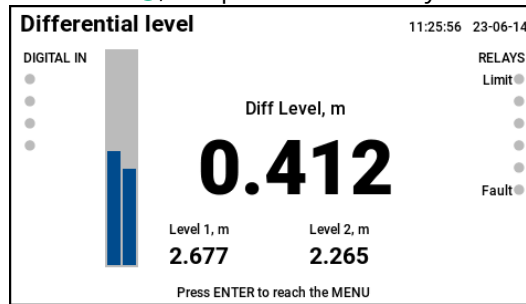 Differential level 11:25:56 23-06-14
DIGITAL IN RELAYS
Limit
Diff Level, m
0.412
Fault
Level 1, m Level 2, m
2.677 2.265
Press ENTER to reach the MENU